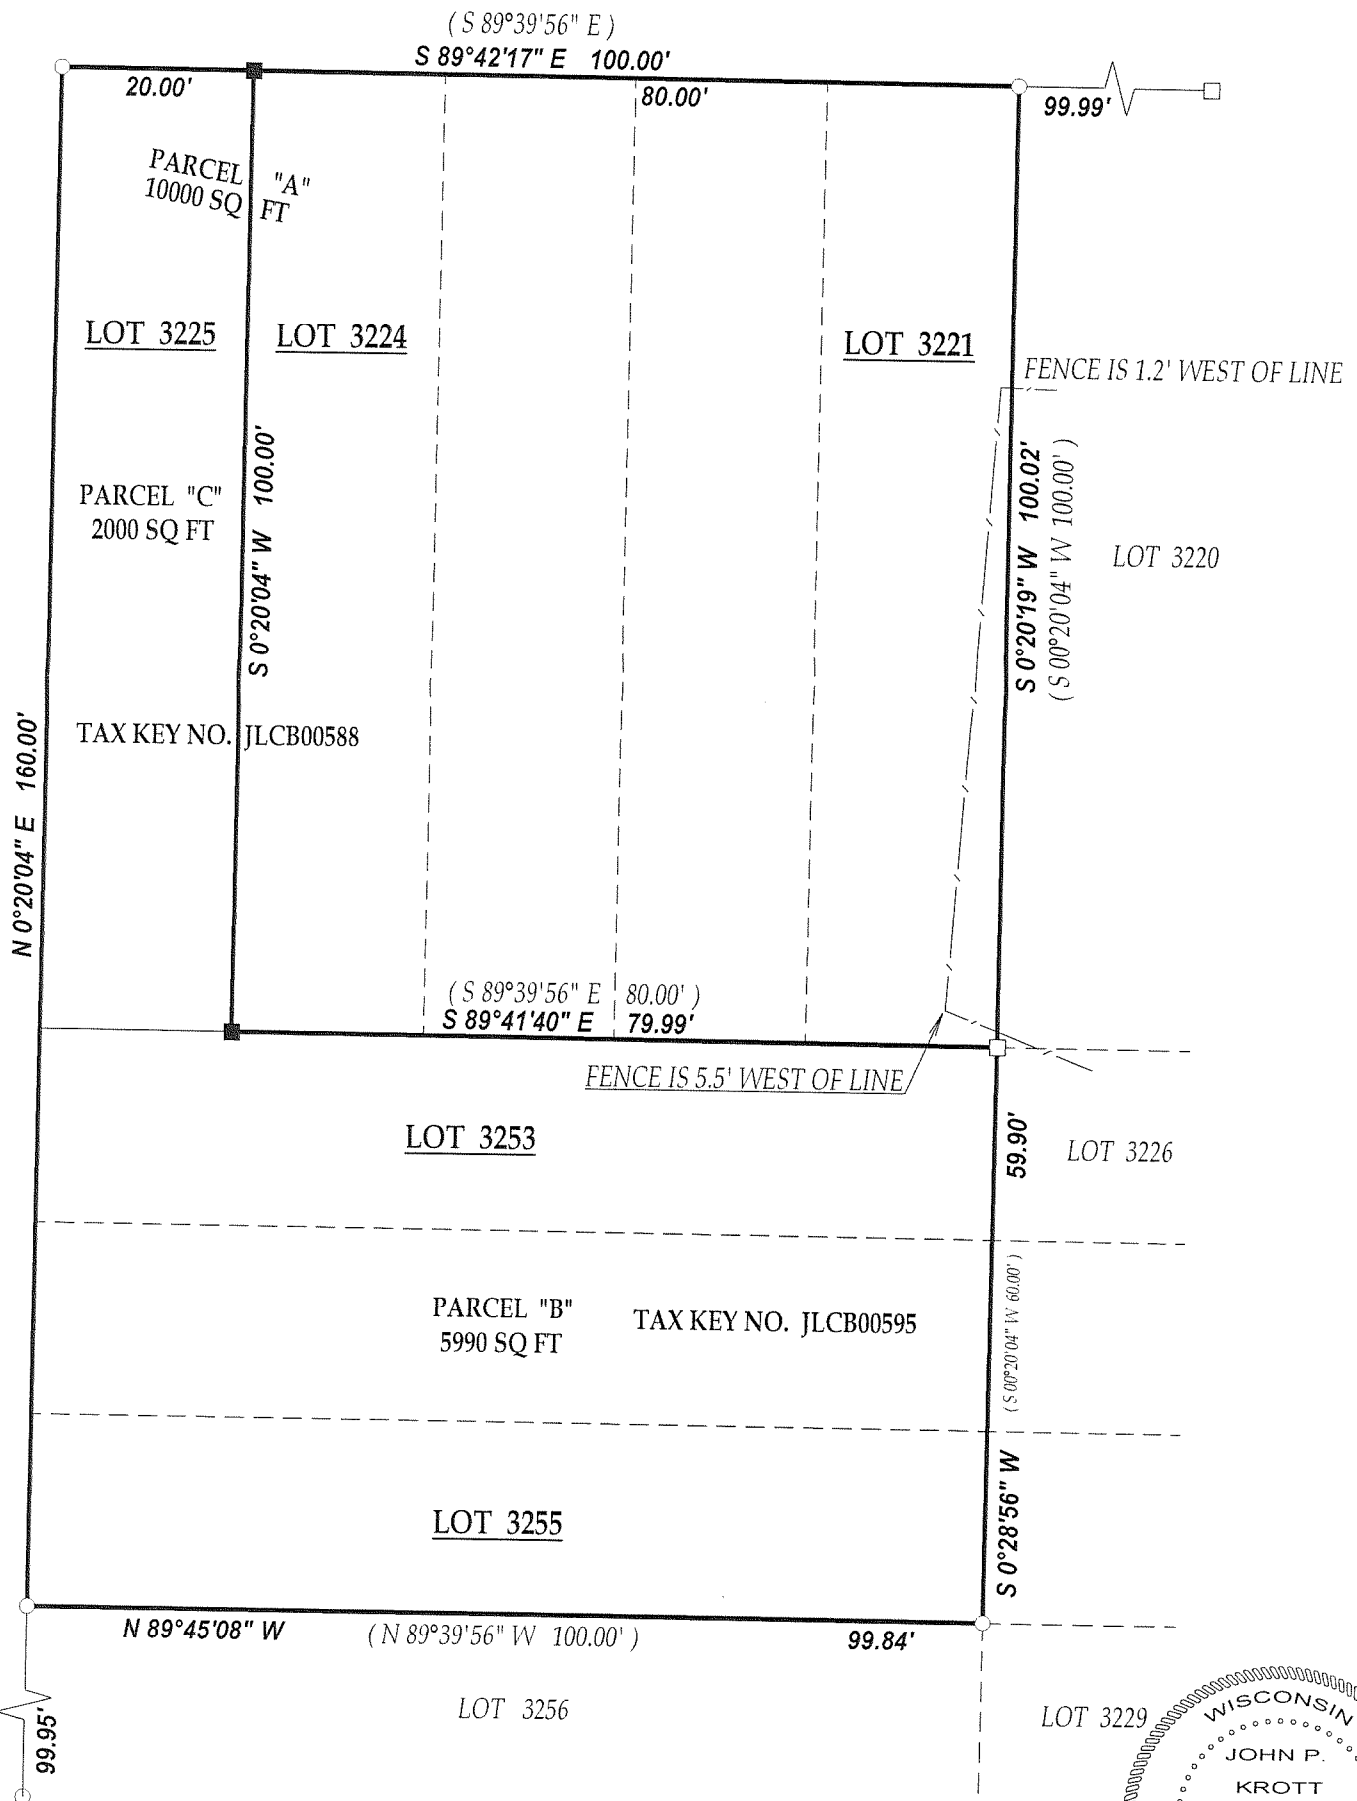 ( S 89°39'56" E )
S 89°42'17" E 100.00'
20.00'
80.00'
99.99'
PARCEL "A"
10000 SQ FT
LOT 3225
LOT 3224
LOT 3221
FENCE IS 1.2' WEST OF LINE
S 0°20'04" W 100.00'
S 0°20'19" W 100.02'
( S 00°20'04" W 100.00' )
PARCEL "C"
2000 SQ FT
LOT 3220
TAX KEY NO. JLCB00588
N 0°20'04" E 160.00'
( S 89°39'56" E 80.00' )
S 89°41'40" E 79.99'
FENCE IS 5.5' WEST OF LINE
LOT 3253
59.90'
LOT 3226
( S 00°20'04" W 60.00' )
PARCEL "B"
5990 SQ FT
TAX KEY NO. JLCB00595
LOT 3255
S 0°28'56" W
N 89°45'08" W
( N 89°39'56" W 100.00' )
99.84'
LOT 3256
LOT 3229
99.95'
WISCONSIN
JOHN P.
KROTT